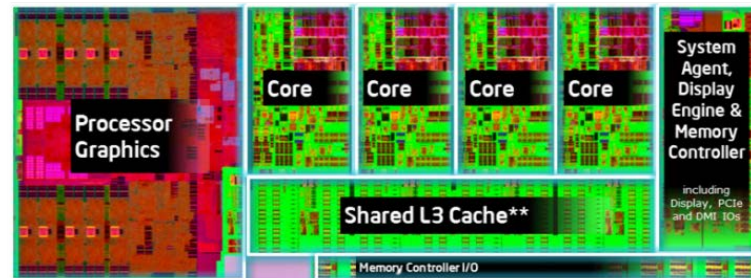 Processor
Graphics
Core
Core
Core
Core
System
Agent,
Display
Engine &
Memory
Controller
including
Display, PCIe
and DMI IOs
Shared L3 Cache**
Memory Controller I/O